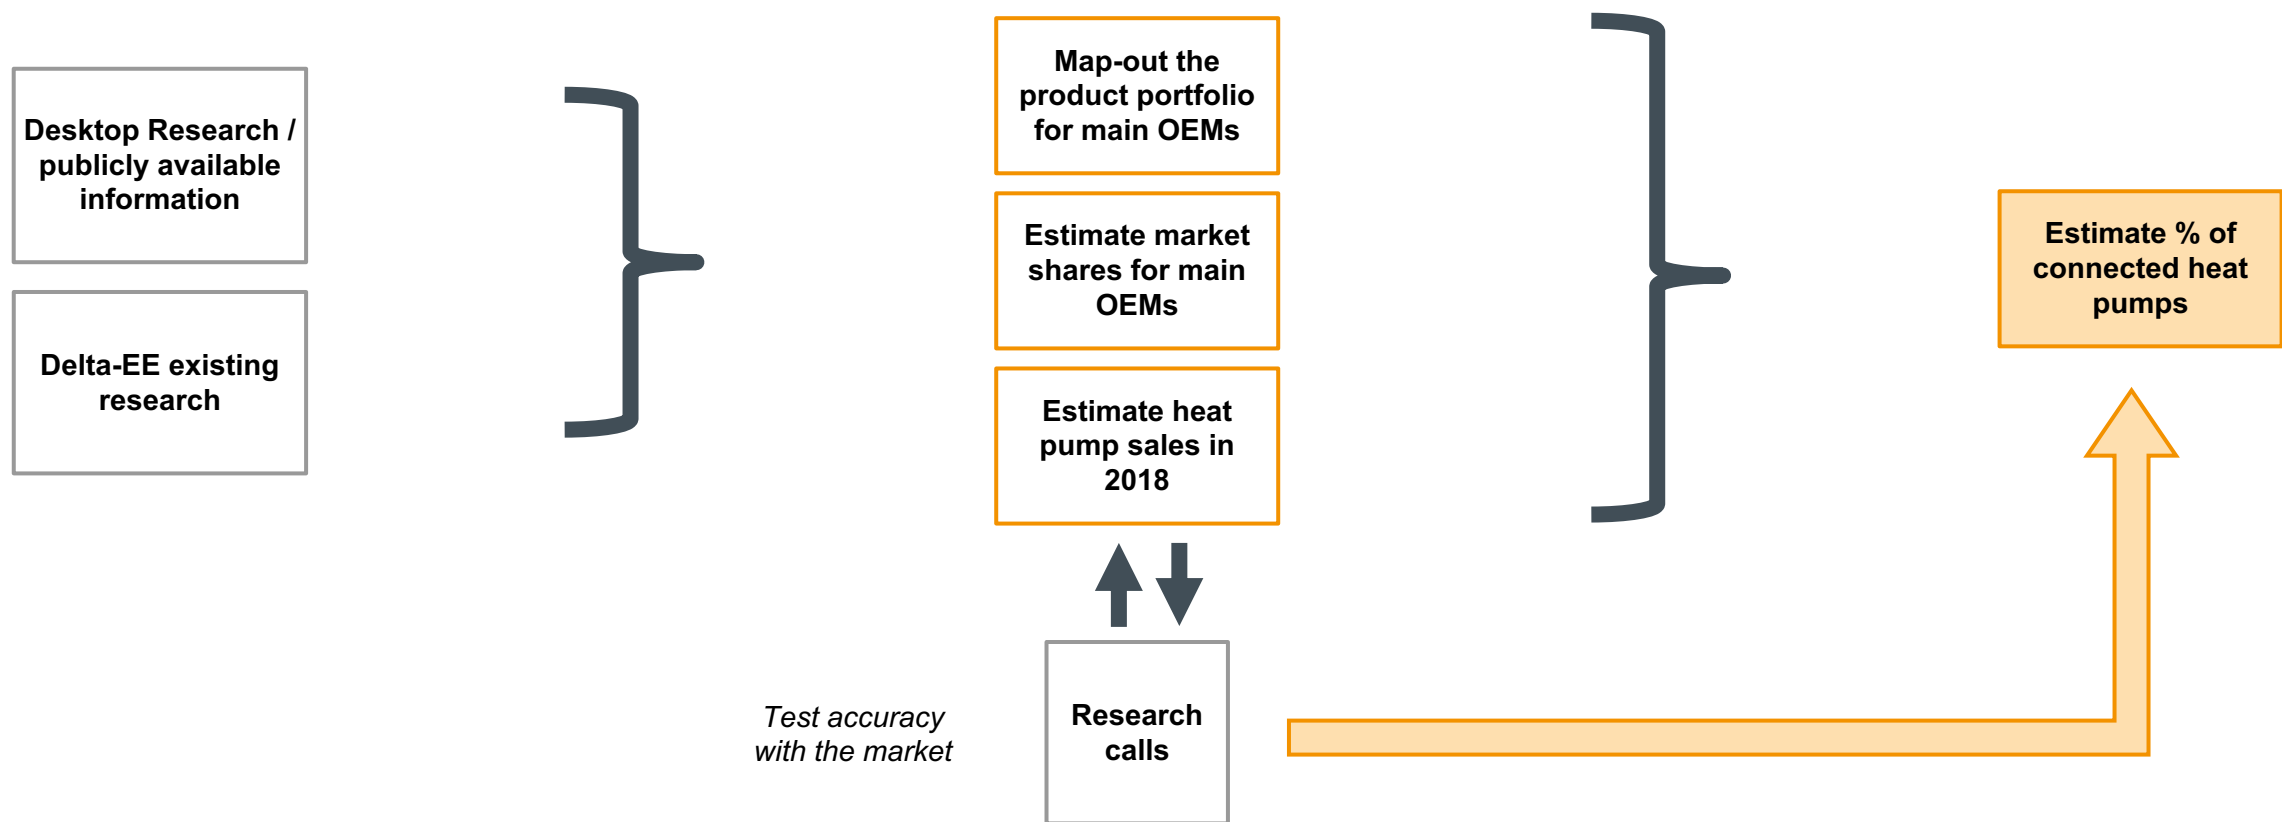 Desktop Research /
publicly available
information
Delta-EE existing
research
Map-out the
product portfolio
for main OEMs
Estimate market
shares for main
OEMs
Estimate heat
pump sales in
2018
Test accuracy
with the market
Research
calls
Estimate % of
connected heat
pumps